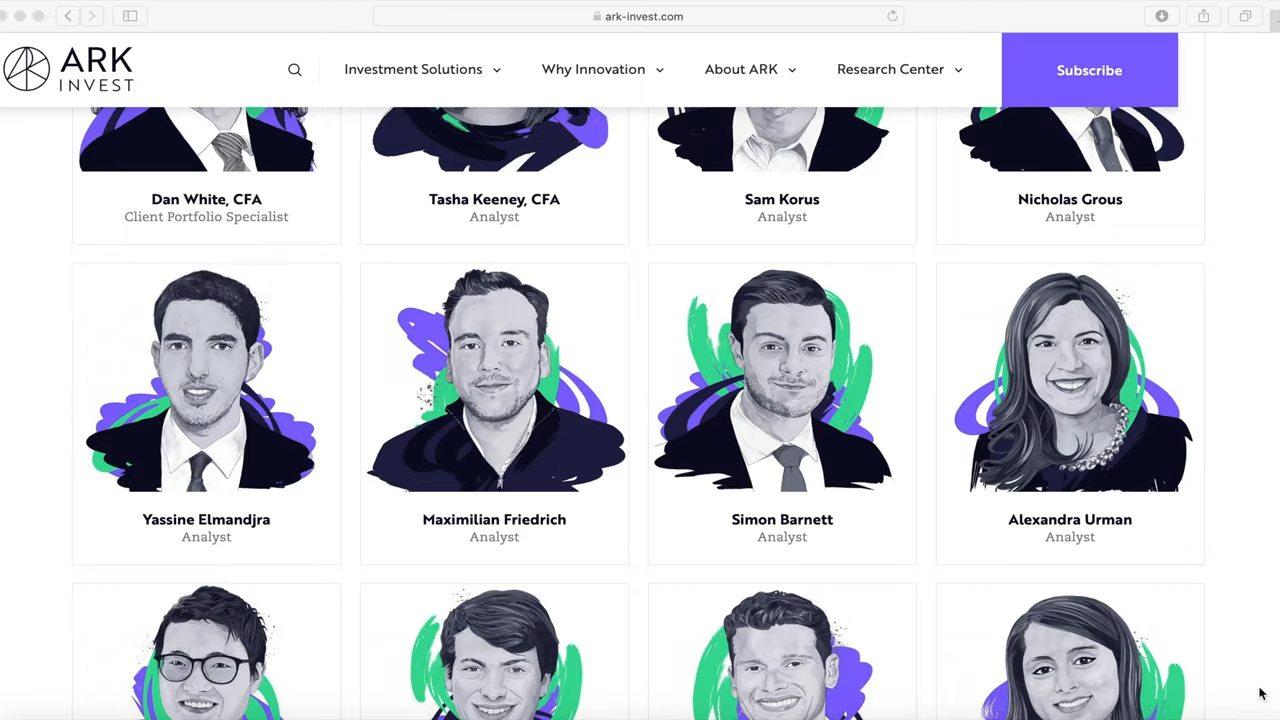 ark-invest.com
ARK
INVEST
Investment Solutions
Why Innovation
About ARK
Research Center
Subscribe
Dan White, CFA
Client Portfolio Specialist
Tasha Keeney, CFA
Analyst
Sam Korus
Analyst
Nicholas Grous
Analyst
Yassine Elmandjra
Analyst
Maximilian Friedrich
Analyst
Simon Barnett
Analyst
Alexandra Urman
Analyst